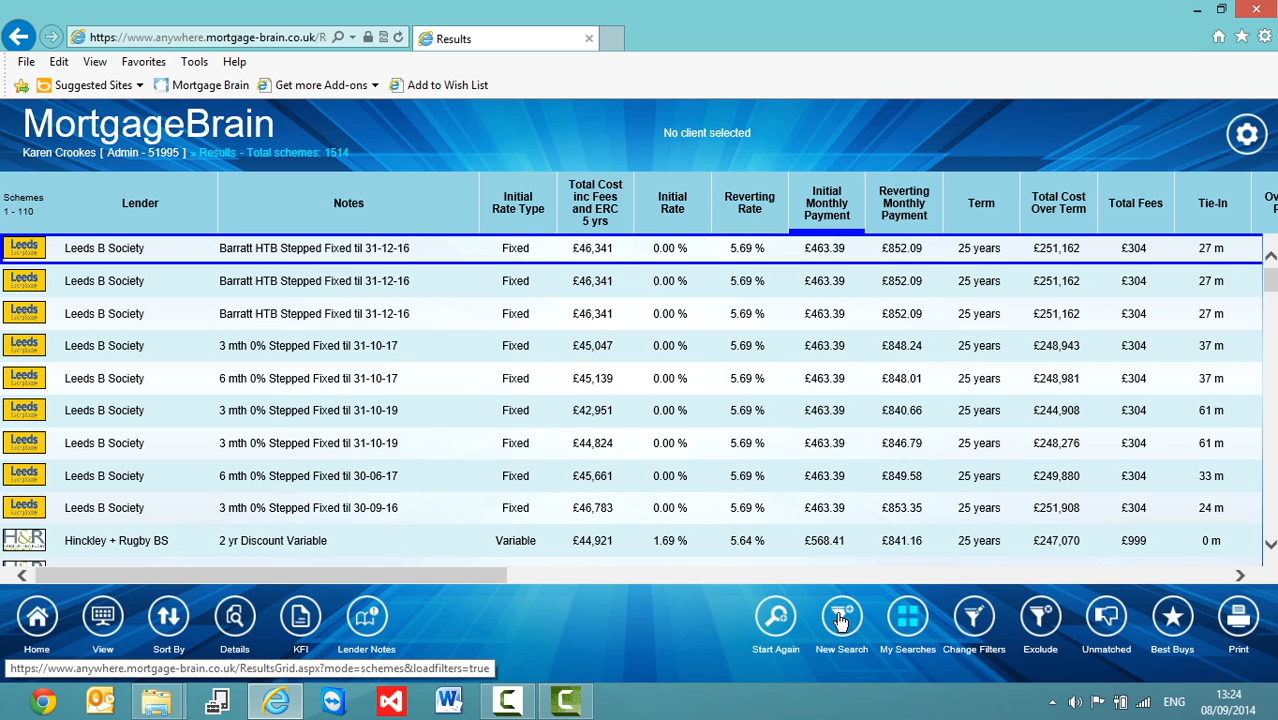 https://www.anywhere.mortgage-brain.co.uk/R
Results
File Edit View Favorites Tools Help
Suggested Sites Mortgage Brain Get more Add-ons Add to Wish List
MortgageBrain
No client selected
Karen Crookes [ Admin - 51995 ] » Results - Total schemes: 1514
Schemes 1 - 110 Lender Notes Initial Rate Type Total Cost inc Fees and ERC 5 yrs Initial Rate Reverting Rate Initial Monthly Payment Reverting Monthly Payment Term Total Cost Over Term Total Fees Tie-In
Leeds Leeds B Society Barratt HTB Stepped Fixed til 31-12-16 Fixed £46,341 0.00 % 5.69 % £463.39 £852.09 25 years £251,162 £304 27 m
Leeds Leeds B Society Barratt HTB Stepped Fixed til 31-12-16 Fixed £46,341 0.00 % 5.69 % £463.39 £852.09 25 years £251,162 £304 27 m
Leeds Leeds B Society Barratt HTB Stepped Fixed til 31-12-16 Fixed £46,341 0.00 % 5.69 % £463.39 £852.09 25 years £251,162 £304 27 m
Leeds Leeds B Society 3 mth 0% Stepped Fixed til 31-10-17 Fixed £45,047 0.00 % 5.69 % £463.39 £848.24 25 years £248,943 £304 37 m
Leeds Leeds B Society 6 mth 0% Stepped Fixed til 31-10-17 Fixed £45,139 0.00 % 5.69 % £463.39 £848.01 25 years £248,981 £304 37 m
Leeds Leeds B Society 3 mth 0% Stepped Fixed til 31-10-19 Fixed £42,951 0.00 % 5.69 % £463.39 £840.66 25 years £244,908 £304 61 m
Leeds Leeds B Society 3 mth 0% Stepped Fixed til 31-10-19 Fixed £44,824 0.00 % 5.69 % £463.39 £846.79 25 years £248,276 £304 61 m
Leeds Leeds B Society 6 mth 0% Stepped Fixed til 30-06-17 Fixed £45,661 0.00 % 5.69 % £463.39 £849.58 25 years £249,880 £304 33 m
Leeds Leeds B Society 3 mth 0% Stepped Fixed til 30-09-16 Fixed £46,783 0.00 % 5.69 % £463.39 £853.35 25 years £251,908 £304 24 m
H&R Hinckley + Rugby BS 2 yr Discount Variable Variable £44,921 1.69 % 5.64 % £568.41 £841.16 25 years £247,070 £999 0 m
Home View Sort By Details KFI Lender Notes Start Again New Search My Searches Change Filters Exclude Unmatched Best Buys Print
https://www.anywhere.mortgage-brain.co.uk/ResultsGrid.aspx?mode=schemes&loadfilters=true
ENG
13:24
08/09/2014